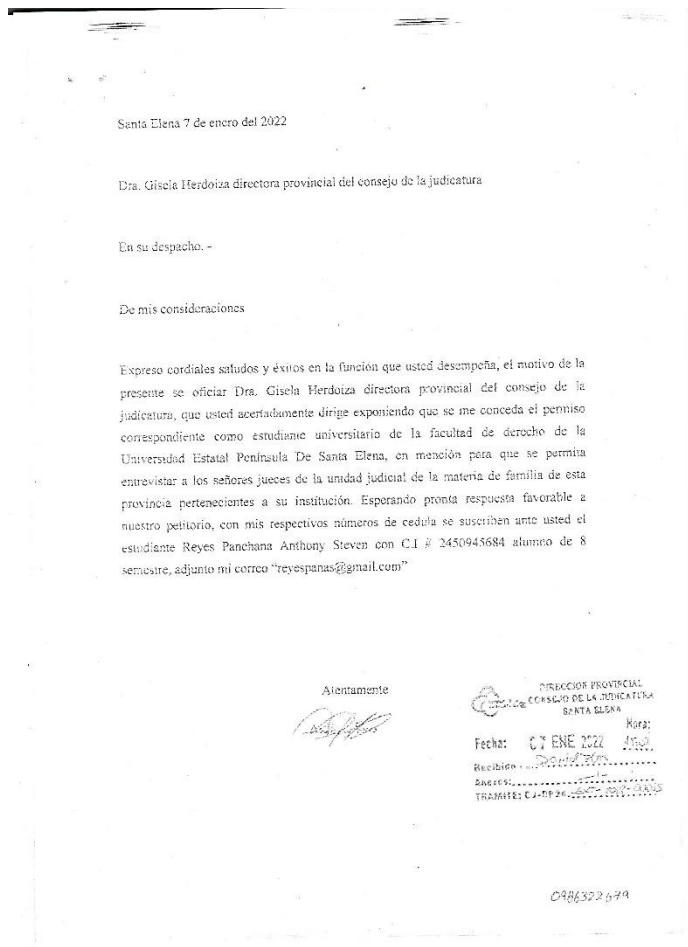 Santa Elena 7 de enero del 2022
Dra. Gisela Herdoiza directora provincial del consejo de la judicatura
En su despacho. -
De mis consideraciones
Expreso cordiales saludos y éxitos en la función que usted desempeña, el motivo de la
presente se oficiar Dra. Gisela Herdoiza directora provincial del consejo de la
judicatura, que usted acertadamente dirige exponiendo que se me conceda el permiso
correspondiente como estudiante universitario de la facultad de derecho de la
Universidad Estatal Península De Santa Elena, en mención para que se permita
entrevistar a los señores jueces de la unidad judicial de la materia de familia de esta
provincia pertenecientes a su institución. Esperando pronta respuesta favorable a
nuestro petitorio, con mis respectivos números de cedula se suscriben ante usted el
estudiante Reyes Panchana Anthony Steven con C.I # 2450945684 alumno de 8
semestre, adjunto mi correo “reyespanas@gmail.com”
Atentamente
DIRECCION PROVINCIAL
CONSEJO DE LA JUDICATURA
SANTA ELENA
Hora:
Fecha: 07 ENE 2022
Recibido: David
Anexos: -1-
TRAMITE: CJ-DP24-EXT-
0986322679